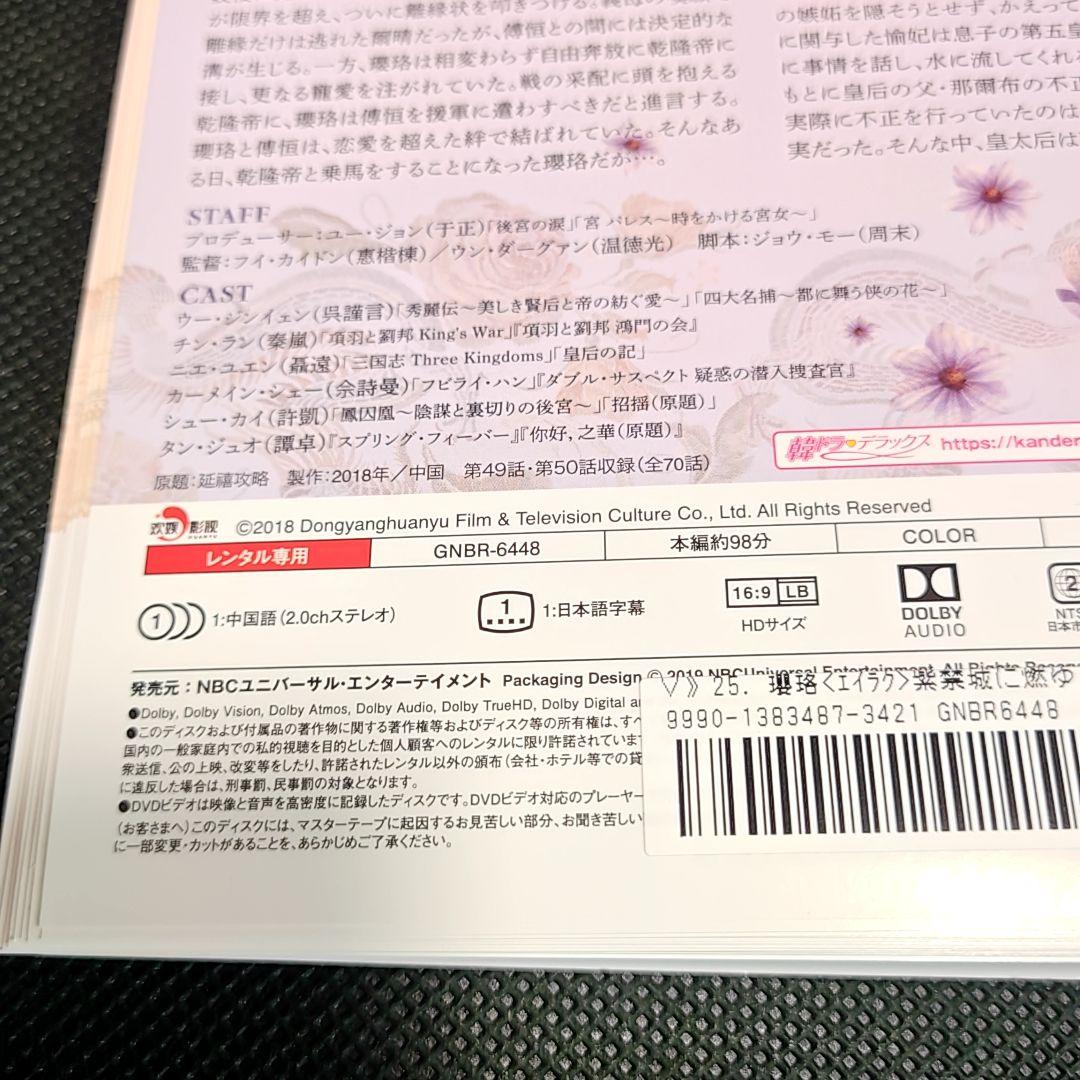 が限界を超え、ついに離縁状を叩きつける。
離縁だけは逃れた爾晴だったが、傅恒との間には決定的な
溝が生じる。一方、瓔珞は相変わらず自由奔放に乾隆帝に
接し、更なる寵愛を注がれていた。戦の采配に頭を抱える
乾隆帝に、瓔珞は傅恒を援軍に遣わすべきだと進言する。
瓔珞と傅恒は、恋愛を超えた絆で結ばれていた。そんなあ
る日、乾隆帝と乗馬をすることになった瓔珞だが…。
の嫉妬を隠そうとせず、かえって
に関与した愉妃は息子の第五皇
に事情を話し、水に流してくれ
もとに皇后の父・那爾布の不正
実際に不正を行っていたのは
実だった。そんな中、皇太后は
STAFF
プロデューサー：ユー・ジョン（于正）「後宮の涙」「宮 パレス～時をかける宮女～」
監督：フイ・カイドン（惠楷棟）／ウン・ダーグァン（温徳光） 脚本：ジョウ・モー（周末）
CAST
ウー・ジンイェン（呉謹言）「秀麗伝～美しき賢后と帝の紡ぐ愛～」「四大名捕～都に舞う侠の花～」
チン・ラン（秦嵐）「項羽と劉邦 King's War」『項羽と劉邦 鴻門の会』
ニエ・ユエン（聶遠）「三国志 Three Kingdoms」「皇后の記」
カーメイン・シェー（佘詩曼）「フビライ・ハン」『ダブル・サスペクト 疑惑の潜入捜査官』
シュー・カイ（許凱）「鳳囚凰～陰謀と裏切りの後宮～」「招揺（原題）」
タン・ジュオ（譚卓）『スプリング・フィーバー』『你好，之華（原題）』
韓ドラ・デラックス https://kander
原題：延禧攻略 製作：2018年／中国 第49話・第50話収録（全70話）
欢娱影视 HUANYU ©2018 Dongyanghuanyu Film & Television Culture Co., Ltd. All Rights Reserved
レンタル専用 GNBR-6448 本編約98分 COLOR
1 1:中国語（2.0chステレオ） 1 1:日本語字幕 16:9 LB HDサイズ DOLBY AUDIO 2 NTS 日本市
発売元：NBCユニバーサル・エンターテイメント Packaging Design © 2019 NBCUniversal Entertainment. All Rights Rese
●Dolby, Dolby Vision, Dolby Atmos, Dolby Audio, Dolby TrueHD, Dolby Digital ar
●このディスクおよび付属品の著作物に関する著作権等およびディスク等の所有権は、すべ
国内の一般家庭内での私的視聴を目的とした個人顧客へのレンタルに限り許諾されています
衆送信、公の上映、改変等をしたり、許諾されたレンタル以外の頒布（会社・ホテル等での貸
に違反した場合は、刑事罰、民事罰の対象となります。
●DVDビデオは映像と音声を高密度に記録したディスクです。DVDビデオ対応のプレーヤー
（お客さまへ）このディスクには、マスターテープに起因するお見苦しい部分、お聞き苦しい
に一部変更・カットがあることを、あらかじめご了承ください。
▽》25. 瓔珞<エイラク>紫禁城に燃ゆ
9990-1383487-3421 GNBR6448